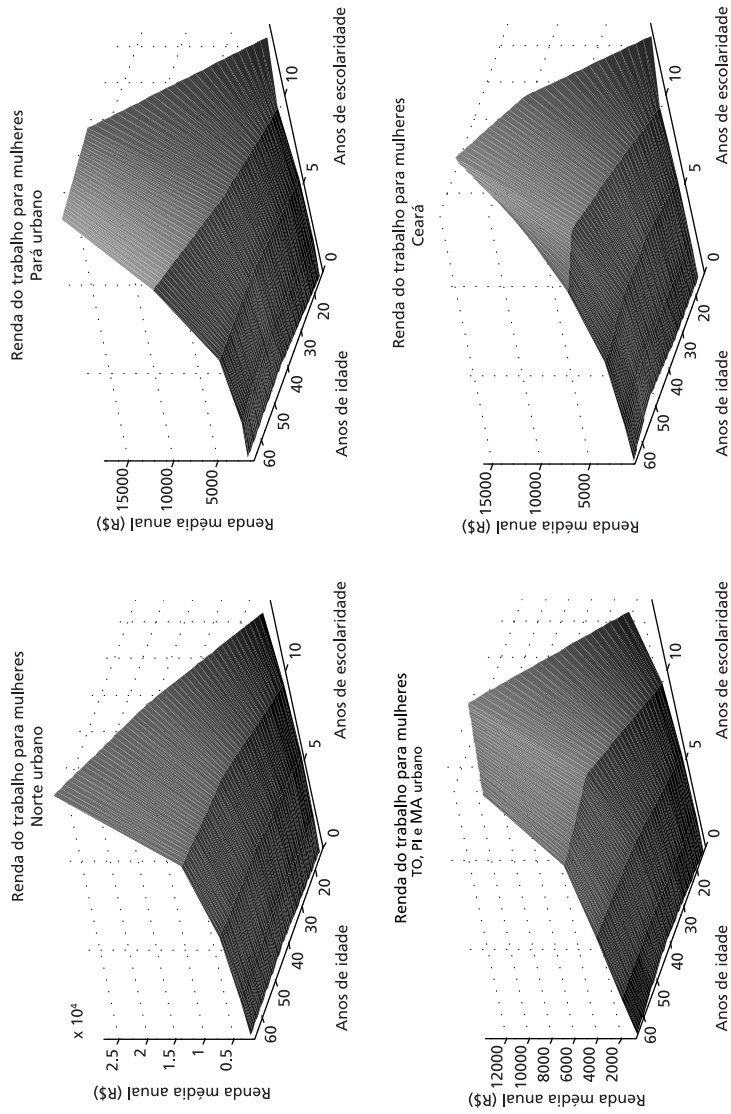 Renda do trabalho para mulheres
Norte urbano
x 10⁴
2.5
2
1.5
1
0.5
Renda média anual (R$)
60
50
40
30
20
Anos de idade
0
5
10
Anos de escolaridade
Renda do trabalho para mulheres
Pará urbano
15000
10000
5000
Renda média anual (R$)
60
50
40
30
20
Anos de idade
0
5
10
Anos de escolaridade
Renda do trabalho para mulheres
TO, PI e MA urbano
12000
10000
8000
6000
4000
2000
Renda média anual (R$)
60
50
40
30
20
Anos de idade
0
5
10
Anos de escolaridade
Renda do trabalho para mulheres
Ceará
15000
10000
5000
Renda média anual (R$)
60
50
40
30
20
Anos de idade
0
5
10
Anos de escolaridade